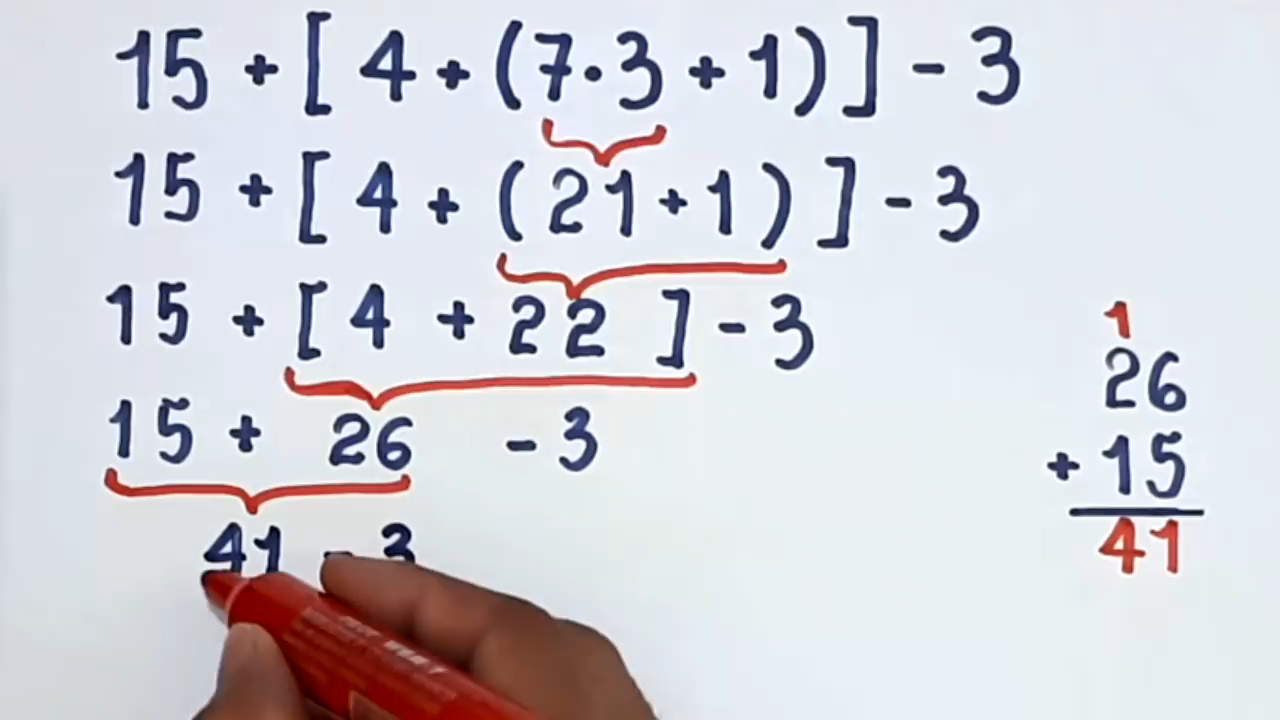 15 + [ 4 + (7·3 + 1) ] - 3
15 + [ 4 + ( 21 + 1 ) ] - 3
15 + [ 4 + 22 ] - 3
15 + 26 - 3
41 - 3
1
26
+ 15
41